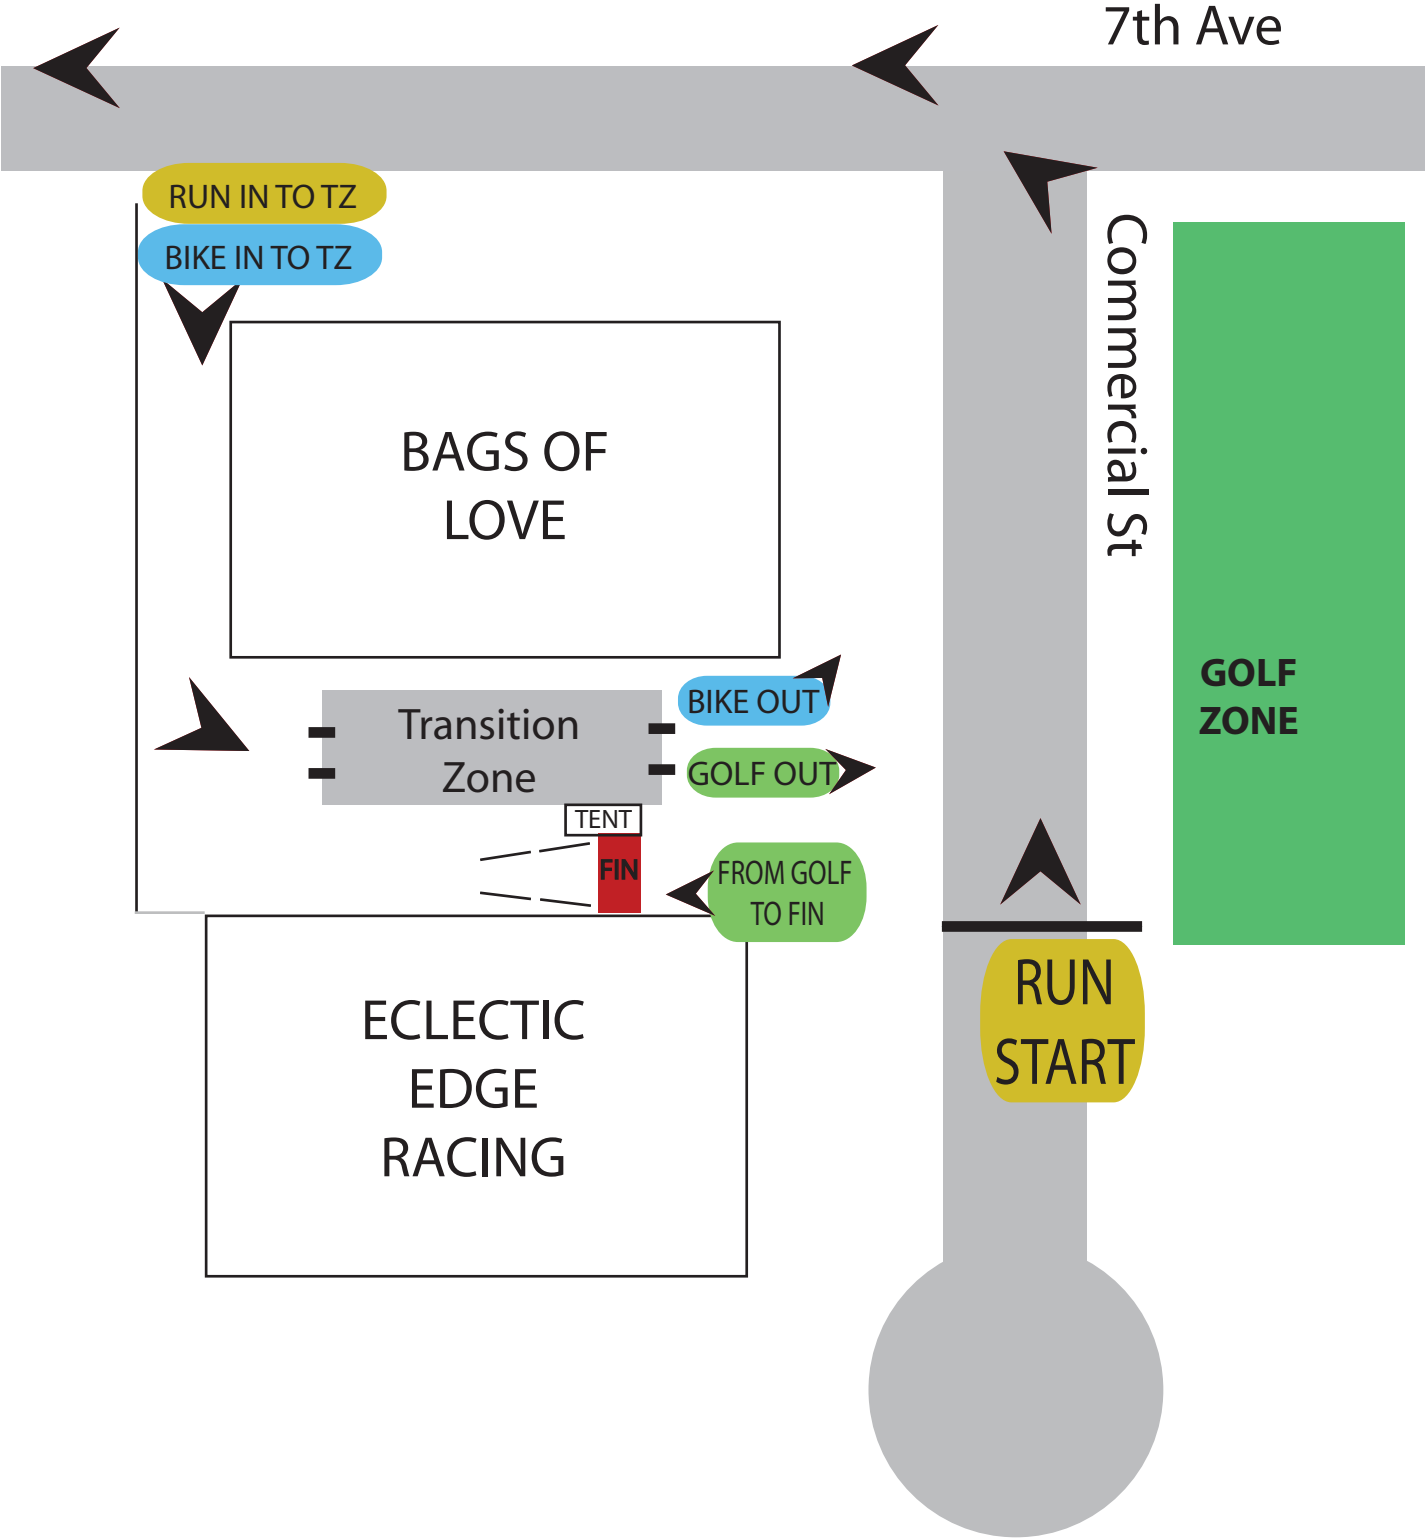 7th Ave
RUN IN TO TZ
BIKE IN TO TZ
Commercial St
BAGS OF
LOVE
GOLF
ZONE
BIKE OUT
Transition
Zone
GOLF OUT
TENT
FIN
FROM GOLF
TO FIN
RUN
START
ECLECTIC
EDGE
RACING